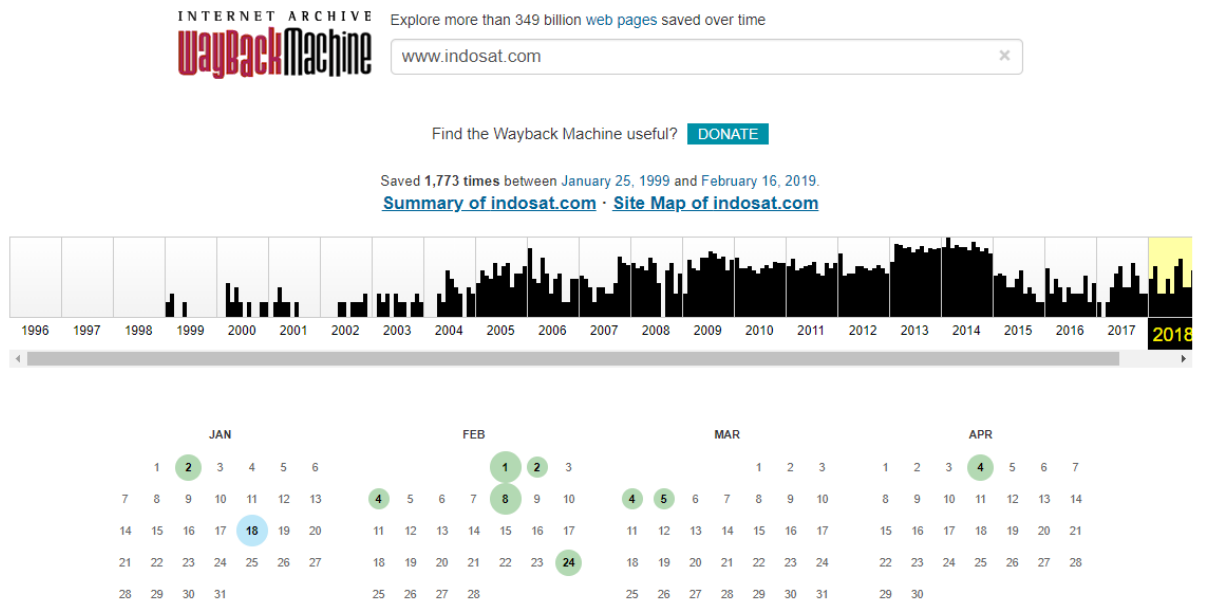 INTERNET ARCHIVE
WayBackMachine
Explore more than 349 billion web pages saved over time
www.indosat.com ×
Find the Wayback Machine useful? DONATE
Saved 1,773 times between January 25, 1999 and February 16, 2019.
Summary of indosat.com · Site Map of indosat.com
1996 1997 1998 1999 2000 2001 2002 2003 2004 2005 2006 2007 2008 2009 2010 2011 2012 2013 2014 2015 2016 2017 2018
JAN
1 2 3 4 5 6
7 8 9 10 11 12 13
14 15 16 17 18 19 20
21 22 23 24 25 26 27
28 29 30 31
FEB
1 2 3
4 5 6 7 8 9 10
11 12 13 14 15 16 17
18 19 20 21 22 23 24
25 26 27 28
MAR
1 2 3
4 5 6 7 8 9 10
11 12 13 14 15 16 17
18 19 20 21 22 23 24
25 26 27 28 29 30 31
APR
1 2 3 4 5 6 7
8 9 10 11 12 13 14
15 16 17 18 19 20 21
22 23 24 25 26 27 28
29 30